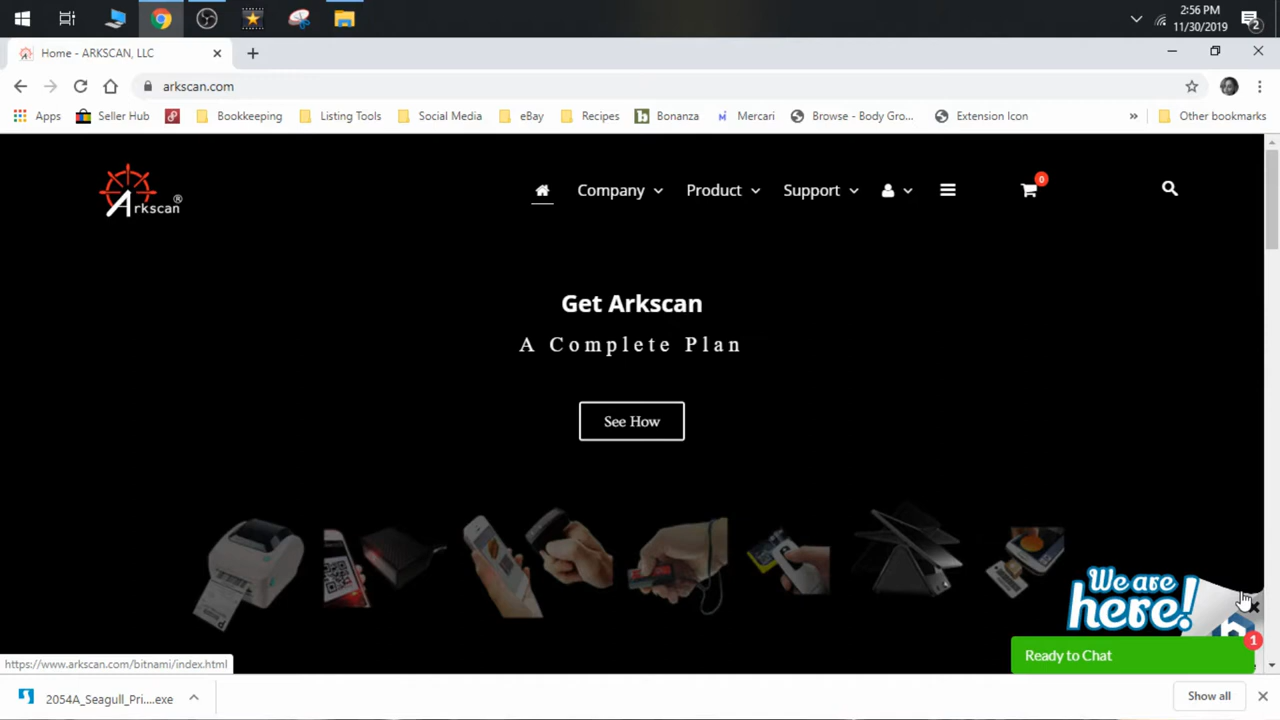 2:56 PM
11/30/2019
2
Home - ARKSCAN, LLC
arkscan.com
Apps Seller Hub Bookkeeping Listing Tools Social Media eBay Recipes Bonanza Mercari Browse - Body Gro... Extension Icon » Other bookmarks
Arkscan®
Company Product Support 0
Get Arkscan
A Complete Plan
See How
We are
here!
Ready to Chat 1
https://www.arkscan.com/bitnami/index.html
2054A_Seagull_Pri....exe Show all